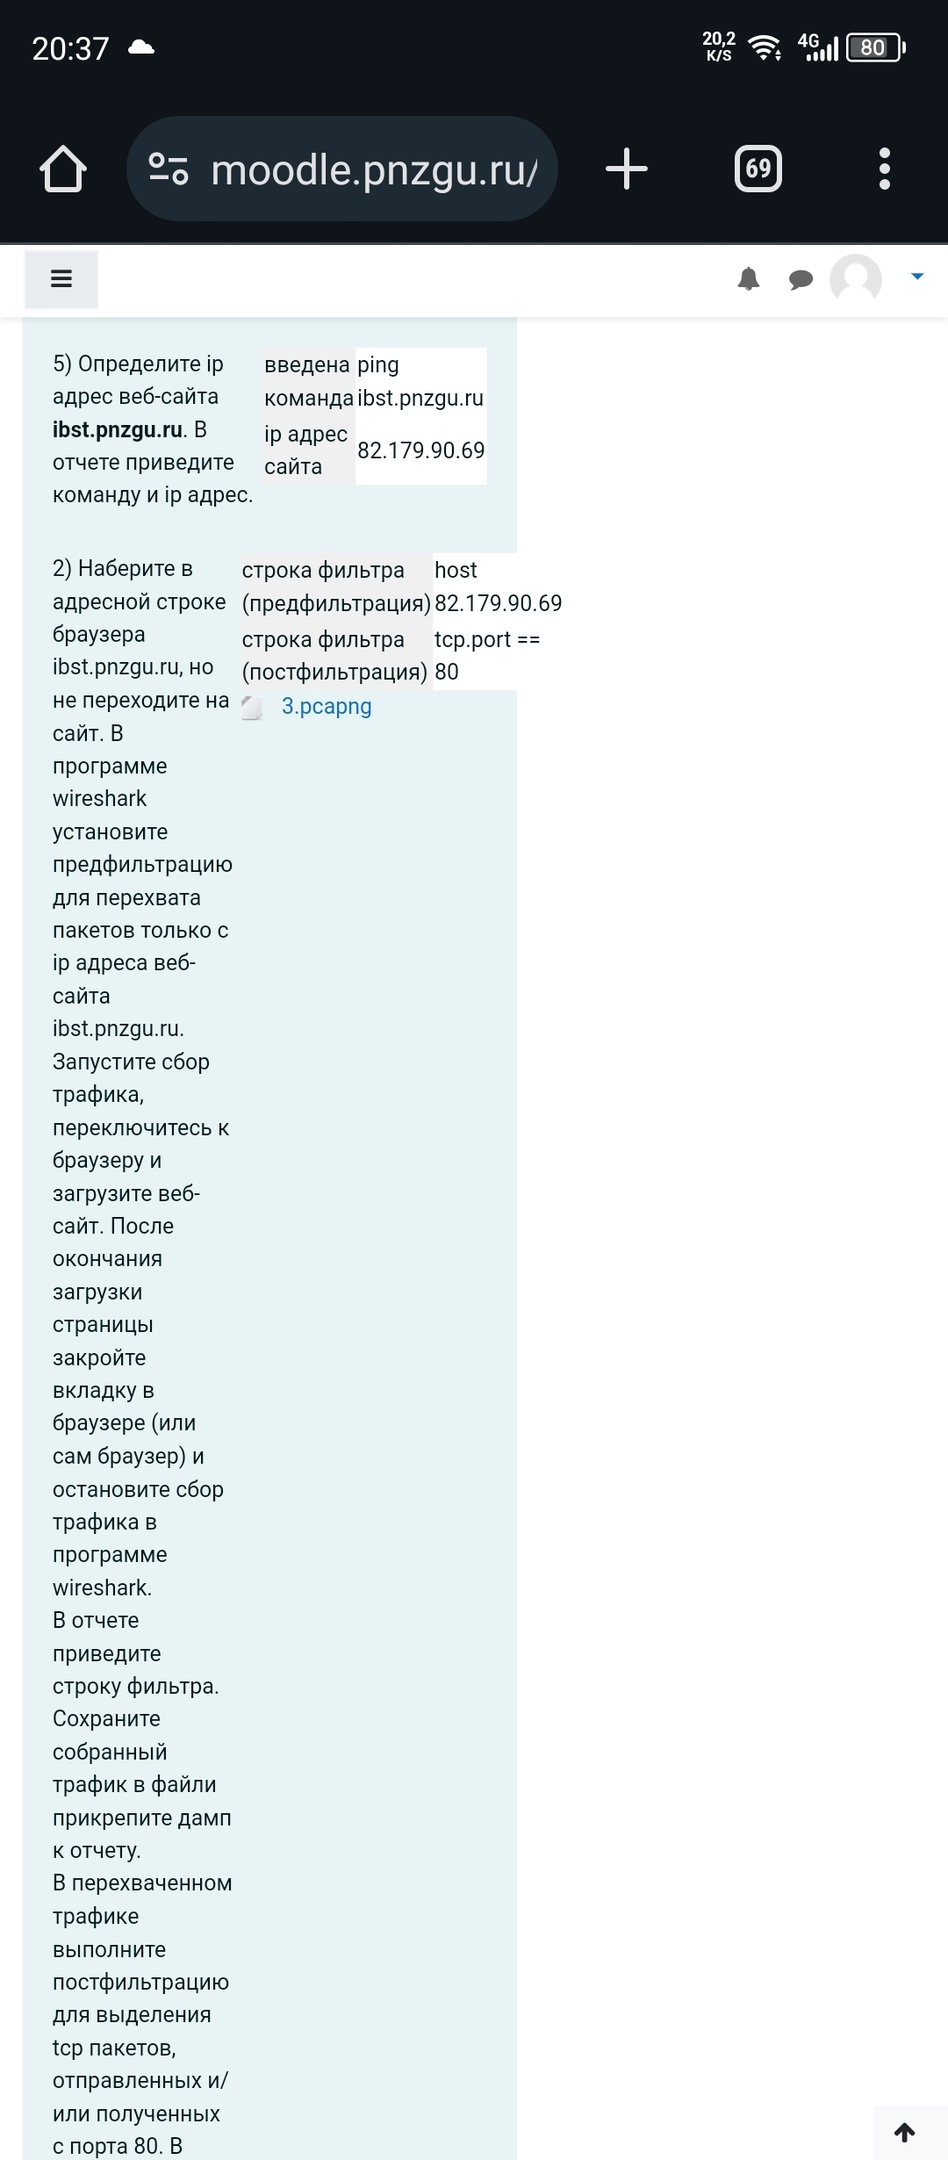 20:37
20,2
K/S
4G
80
moodle.pnzgu.ru/
69
5) Определите ip
адрес веб-сайта
ibst.pnzgu.ru. В
отчете приведите
команду и ip адрес.
введена ping
команда ibst.pnzgu.ru
ip адрес
сайта
82.179.90.69
2) Наберите в
адресной строке
браузера
ibst.pnzgu.ru, но
не переходите на
сайт. В
программе
wireshark
установите
предфильтрацию
для перехвата
пакетов только с
ip адреса веб-
сайта
ibst.pnzgu.ru.
Запустите сбор
трафика,
переключитесь к
браузеру и
загрузите веб-
сайт. После
окончания
загрузки
страницы
закройте
вкладку в
браузере (или
сам браузер) и
остановите сбор
трафика в
программе
wireshark.
В отчете
приведите
строку фильтра.
Сохраните
собранный
трафик в файли
прикрепите дамп
к отчету.
В перехваченном
трафике
выполните
постфильтрацию
для выделения
tcp пакетов,
отправленных и/
или полученных
с порта 80. В
строка фильтра host
(предфильтрация) 82.179.90.69
строка фильтра tcp.port ==
(постфильтрация) 80
3.pcapng